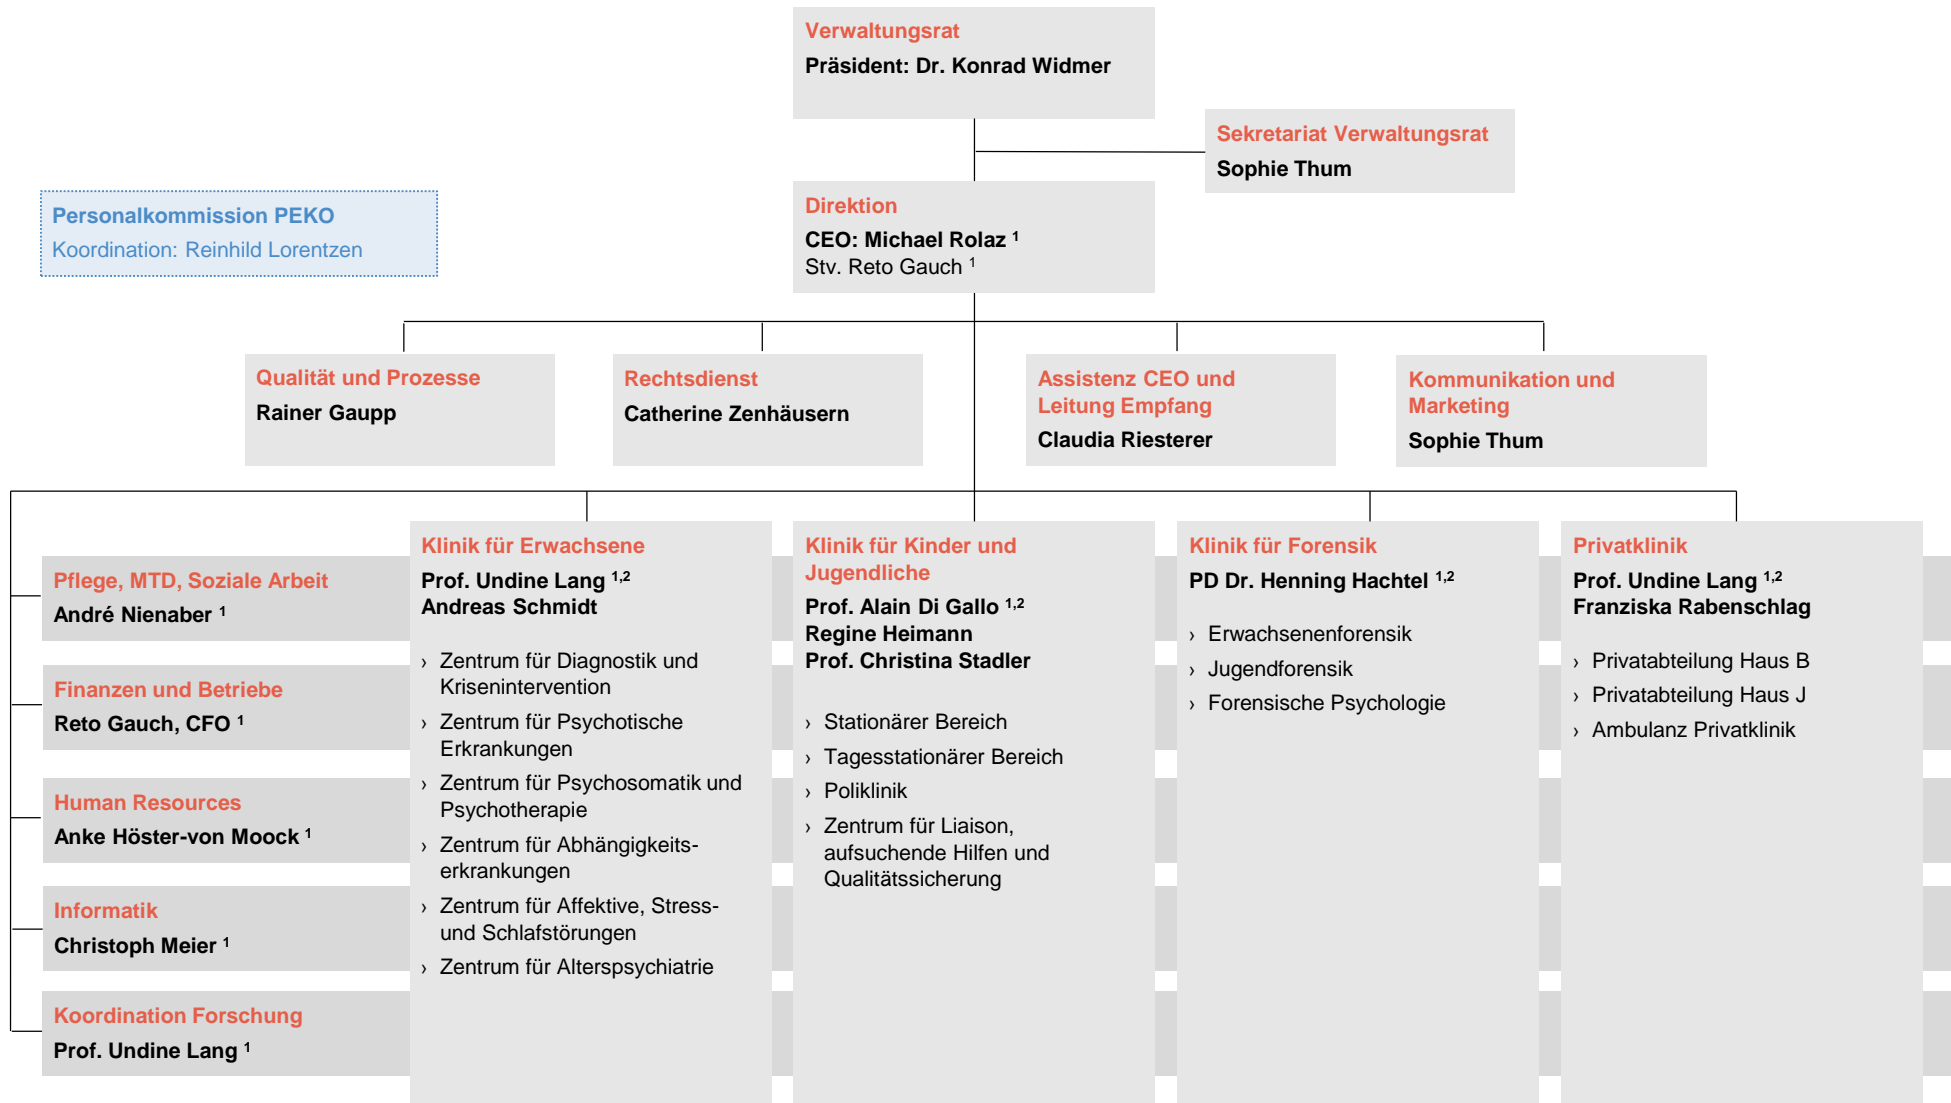 Verwaltungsrat
Präsident: Dr. Konrad Widmer
Sekretariat Verwaltungsrat
Sophie Thum
Personalkommission PEKO
Koordination: Reinhild Lorentzen
Direktion
CEO: Michael Rolaz ¹
Stv. Reto Gauch ¹
Qualität und Prozesse
Rainer Gaupp
Rechtsdienst
Catherine Zenhäusern
Assistenz CEO und
Leitung Empfang
Claudia Riesterer
Kommunikation und
Marketing
Sophie Thum
Pflege, MTD, Soziale Arbeit
André Nienaber ¹
Finanzen und Betriebe
Reto Gauch, CFO ¹
Human Resources
Anke Höster-von Moock ¹
Informatik
Christoph Meier ¹
Koordination Forschung
Prof. Undine Lang ¹
Klinik für Erwachsene
Prof. Undine Lang ¹,²
Andreas Schmidt
› Zentrum für Diagnostik und
Krisenintervention
› Zentrum für Psychotische
Erkrankungen
› Zentrum für Psychosomatik und
Psychotherapie
› Zentrum für Abhängigkeits-
erkrankungen
› Zentrum für Affektive, Stress-
und Schlafstörungen
› Zentrum für Alterspsychiatrie
Klinik für Kinder und
Jugendliche
Prof. Alain Di Gallo ¹,²
Regine Heimann
Prof. Christina Stadler
› Stationärer Bereich
› Tagesstationärer Bereich
› Poliklinik
› Zentrum für Liaison,
aufsuchende Hilfen und
Qualitätssicherung
Klinik für Forensik
PD Dr. Henning Hachtel ¹,²
› Erwachsenenforensik
› Jugendforensik
› Forensische Psychologie
Privatklinik
Prof. Undine Lang ¹,²
Franziska Rabenschlag
› Privatabteilung Haus B
› Privatabteilung Haus J
› Ambulanz Privatklinik